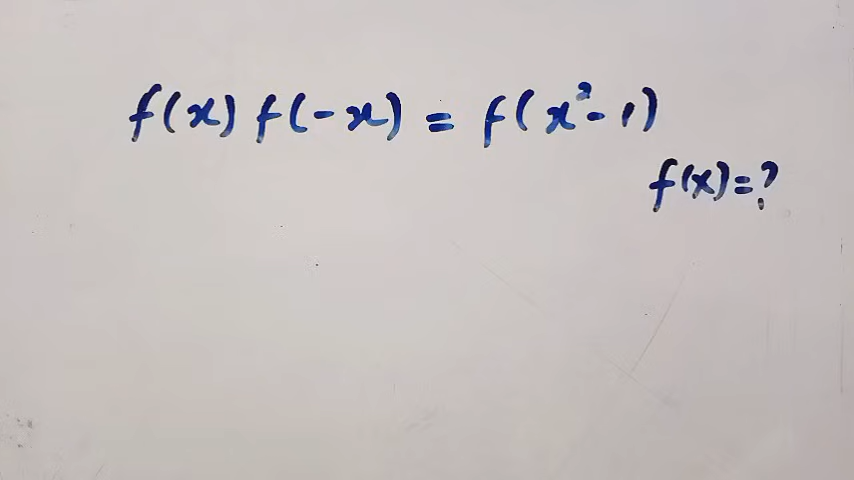 f(x) f(-x) = f(x²-1)
f(x)=?